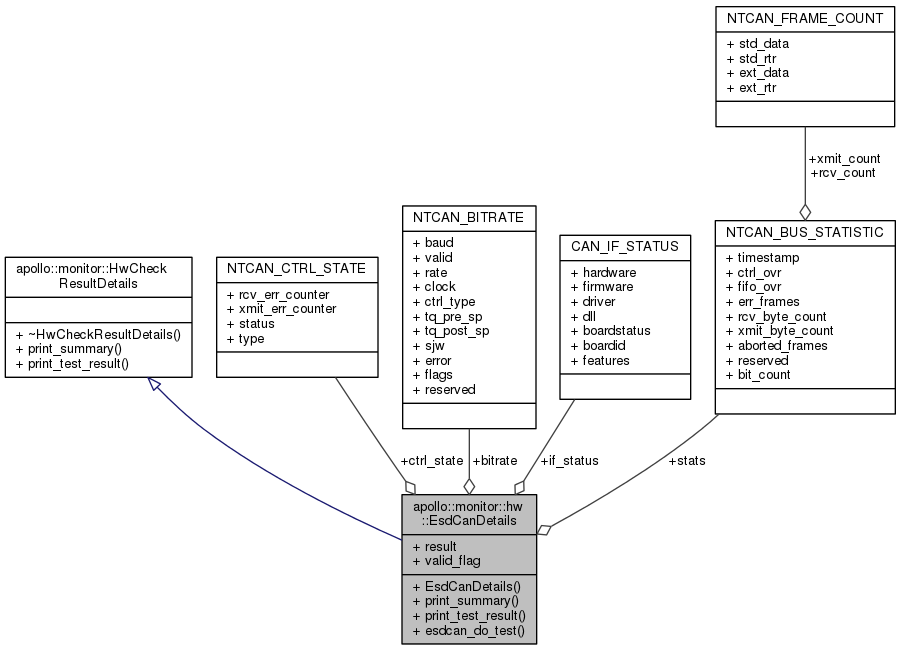 NTCAN_FRAME_COUNT
+ std_data
+ std_rtr
+ ext_data
+ ext_rtr
+xmit_count
+rcv_count
NTCAN_BUS_STATISTIC
+ timestamp
+ ctrl_ovr
+ fifo_ovr
+ err_frames
+ rcv_byte_count
+ xmit_byte_count
+ aborted_frames
+ reserved
+ bit_count
apollo::monitor::HwCheck
ResultDetails
+ ~HwCheckResultDetails()
+ print_summary()
+ print_test_result()
NTCAN_CTRL_STATE
+ rcv_err_counter
+ xmit_err_counter
+ status
+ type
NTCAN_BITRATE
+ baud
+ valid
+ rate
+ clock
+ ctrl_type
+ tq_pre_sp
+ tq_post_sp
+ sjw
+ error
+ flags
+ reserved
CAN_IF_STATUS
+ hardware
+ firmware
+ driver
+ dll
+ boardstatus
+ boardid
+ features
+ctrl_state
+bitrate
+if_status
+stats
apollo::monitor::hw
::EsdCanDetails
+ result
+ valid_flag
+ EsdCanDetails()
+ print_summary()
+ print_test_result()
+ esdcan_do_test()